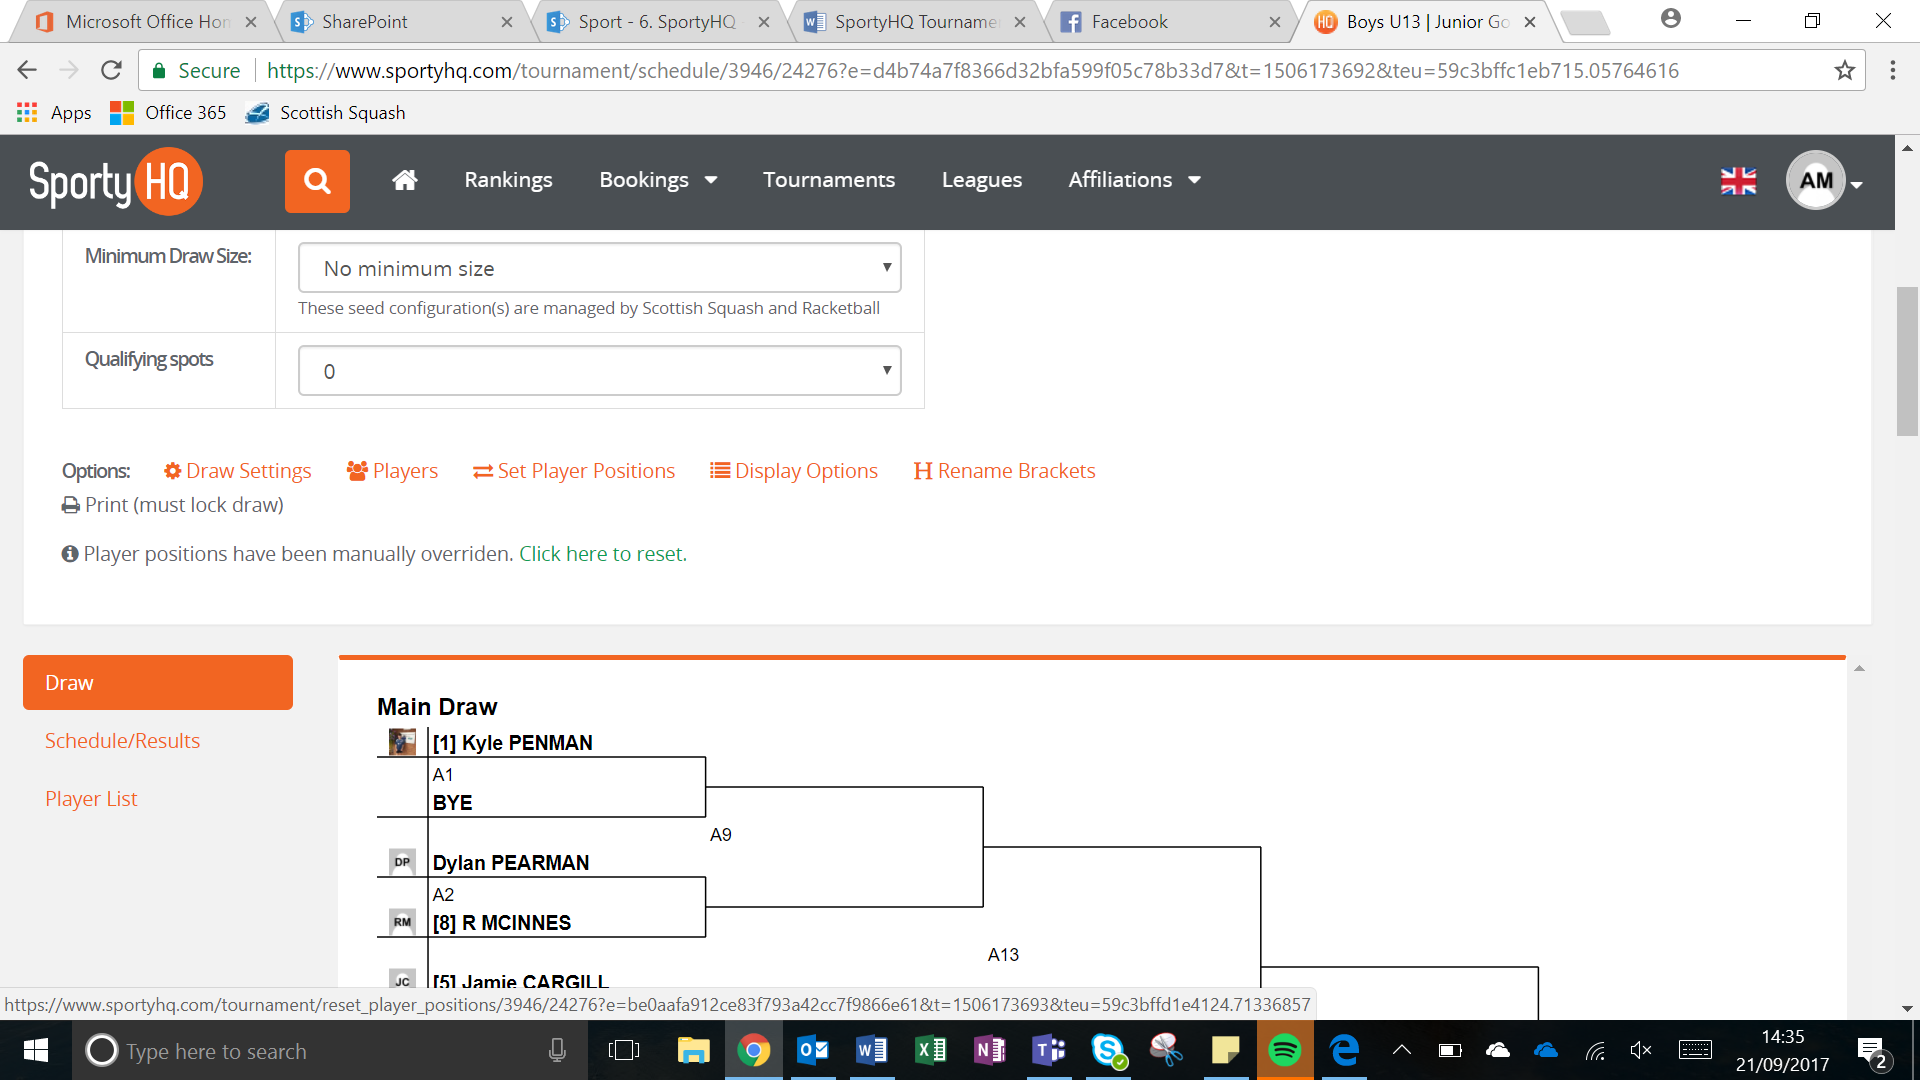 Microsoft Office Hor
SharePoint
Sport - 6. SportyHQ
SportyHQ Tourname
Facebook
Boys U13 | Junior Go
Secure
https://www.sportyhq.com/tournament/schedule/3946/24276?e=d4b74a7f8366d32bfa599f05c78b33d7&t=1506173692&teu=59c3bffc1eb715.05764616
Apps
Office 365
Scottish Squash
Sporty HQ
Rankings
Bookings
Tournaments
Leagues
Affiliations
AM
Minimum Draw Size:
No minimum size
These seed configuration(s) are managed by Scottish Squash and Racketball
Qualifying spots
0
Options: Draw Settings Players Set Player Positions Display Options H Rename Brackets
Print (must lock draw)
Player positions have been manually overriden. Click here to reset.
Draw
Schedule/Results
Player List
Main Draw
[1] Kyle PENMAN
A1
BYE
A9
DP Dylan PEARMAN
A2
RM [8] R MCINNES
A13
JC [5] Jamie CARGILL
https://www.sportyhq.com/tournament/reset_player_positions/3946/24276?e=be0aafa912ce83f793a42cc7f9866e61&t=1506173693&teu=59c3bffd1e4124.71336857
Type here to search
14:35
21/09/2017
2